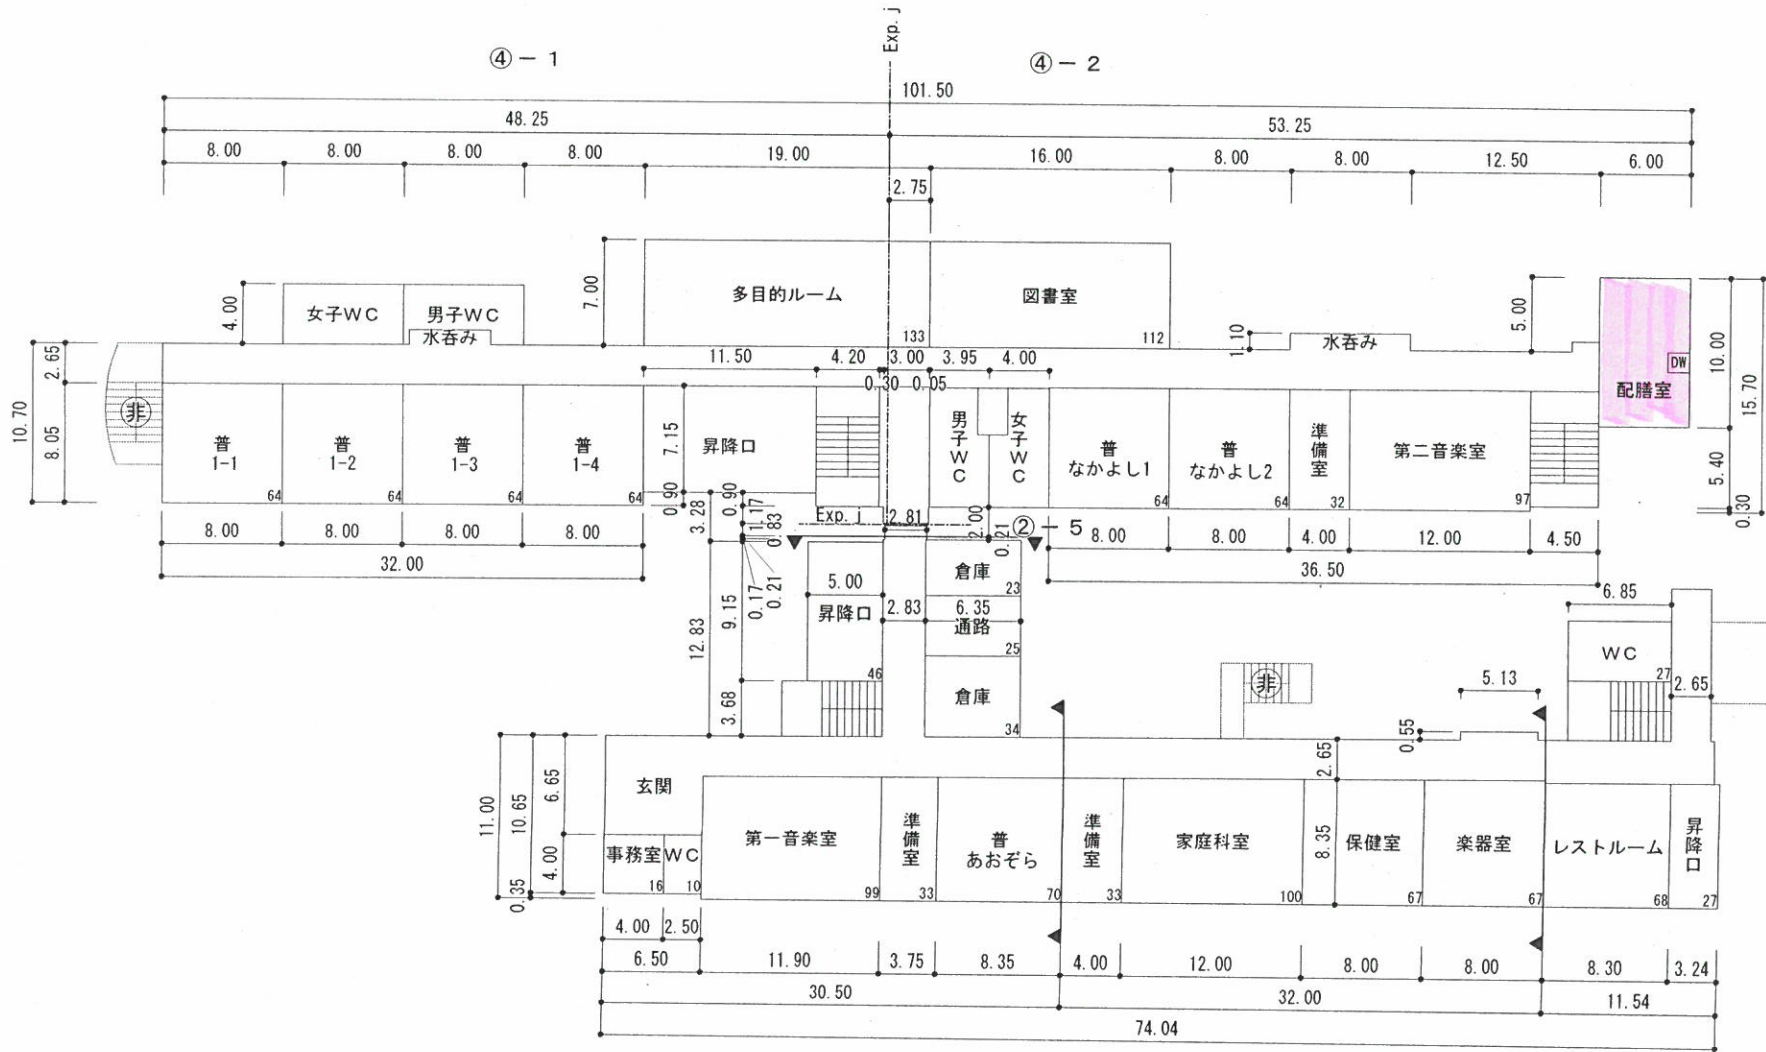 Exp. j
④－1
④－2
101.50
48.25
53.25
8.00
8.00
8.00
8.00
19.00
16.00
8.00
8.00
12.50
6.00
2.75
7.00
4.00
女子WC
男子WC
水呑み
多目的ルーム
133
図書室
112
1.10
水呑み
5.00
DW
配膳室
10.00
15.70
5.40
0.30
2.65
10.70
8.05
非
11.50
4.20
3.00
3.95
4.00
0.30
0.05
普
1-1
64
普
1-2
64
普
1-3
64
普
1-4
64
7.15
昇降口
男子WC
女子WC
普
なかよし1
64
普
なかよし2
64
準備室
32
第二音楽室
97
0.90
3.28
0.90
1.17
0.83
Exp. j
2.81
2.00
0.21
②－5
8.00
8.00
8.00
8.00
32.00
8.00
8.00
4.00
12.00
4.50
36.50
0.17
0.21
12.83
9.15
3.68
5.00
昇降口
46
2.83
倉庫
23
6.35
通路
25
倉庫
34
非
5.13
0.55
6.85
WC
27
2.65
11.00
10.65
6.65
4.00
0.35
玄関
事務室
16
WC
10
第一音楽室
99
準備室
33
普
あおぞら
70
準備室
33
家庭科室
100
2.65
8.35
保健室
67
楽器室
67
レストルーム
68
昇降口
27
4.00
2.50
6.50
11.90
3.75
8.35
4.00
12.00
8.00
8.00
8.30
3.24
30.50
32.00
11.54
74.04